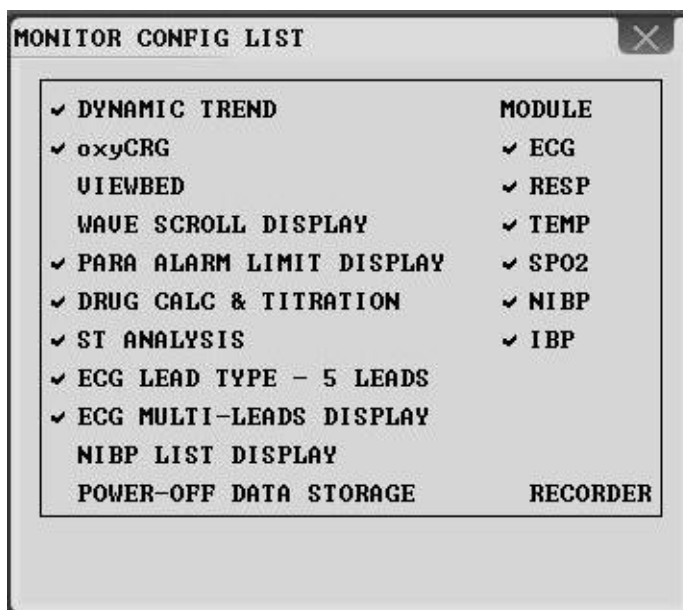 MONITOR CONFIG LIST
✓ DYNAMIC TREND MODULE
✓ oxyCRG ✓ ECG
VIEWBED ✓ RESP
WAVE SCROLL DISPLAY ✓ TEMP
✓ PARA ALARM LIMIT DISPLAY ✓ SPO2
✓ DRUG CALC & TITRATION ✓ NIBP
✓ ST ANALYSIS ✓ IBP
✓ ECG LEAD TYPE - 5 LEADS
✓ ECG MULTI-LEADS DISPLAY
NIBP LIST DISPLAY
POWER-OFF DATA STORAGE RECORDER